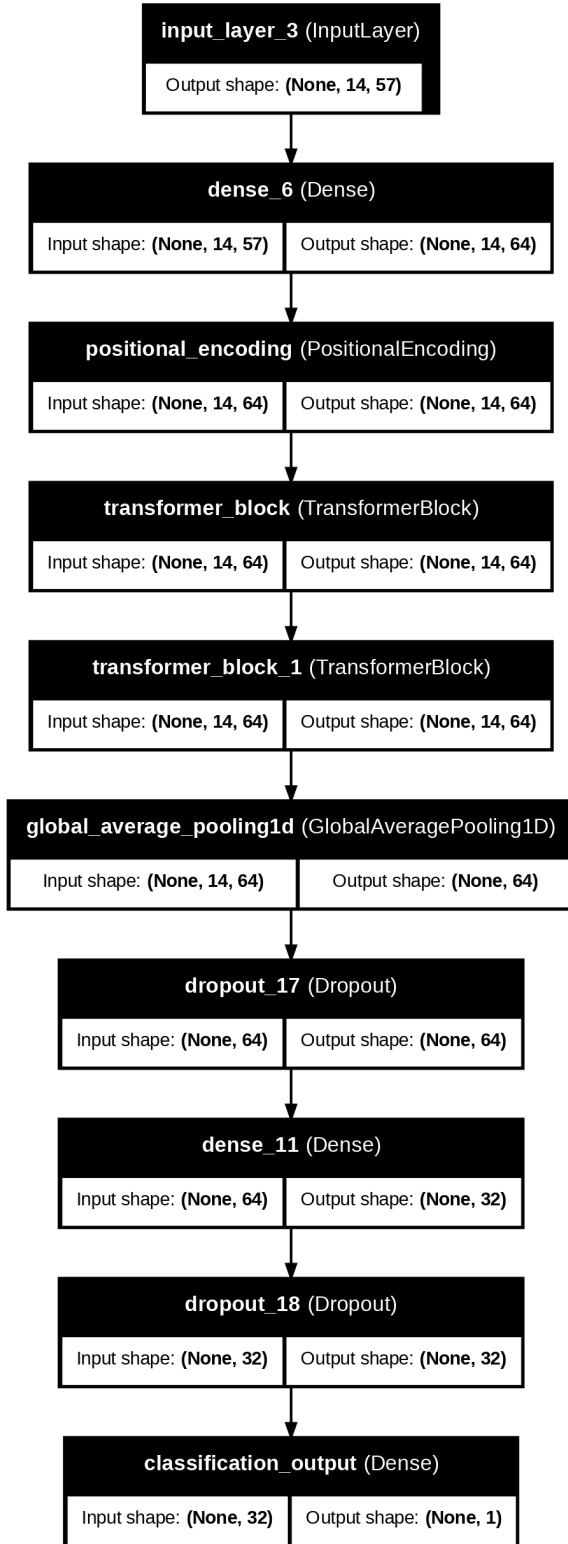 input_layer_3 (InputLayer)
Output shape: (None, 14, 57)
dense_6 (Dense)
Input shape: (None, 14, 57) Output shape: (None, 14, 64)
positional_encoding (PositionalEncoding)
Input shape: (None, 14, 64) Output shape: (None, 14, 64)
transformer_block (TransformerBlock)
Input shape: (None, 14, 64) Output shape: (None, 14, 64)
transformer_block_1 (TransformerBlock)
Input shape: (None, 14, 64) Output shape: (None, 14, 64)
global_average_pooling1d (GlobalAveragePooling1D)
Input shape: (None, 14, 64) Output shape: (None, 64)
dropout_17 (Dropout)
Input shape: (None, 64) Output shape: (None, 64)
dense_11 (Dense)
Input shape: (None, 64) Output shape: (None, 32)
dropout_18 (Dropout)
Input shape: (None, 32) Output shape: (None, 32)
classification_output (Dense)
Input shape: (None, 32) Output shape: (None, 1)